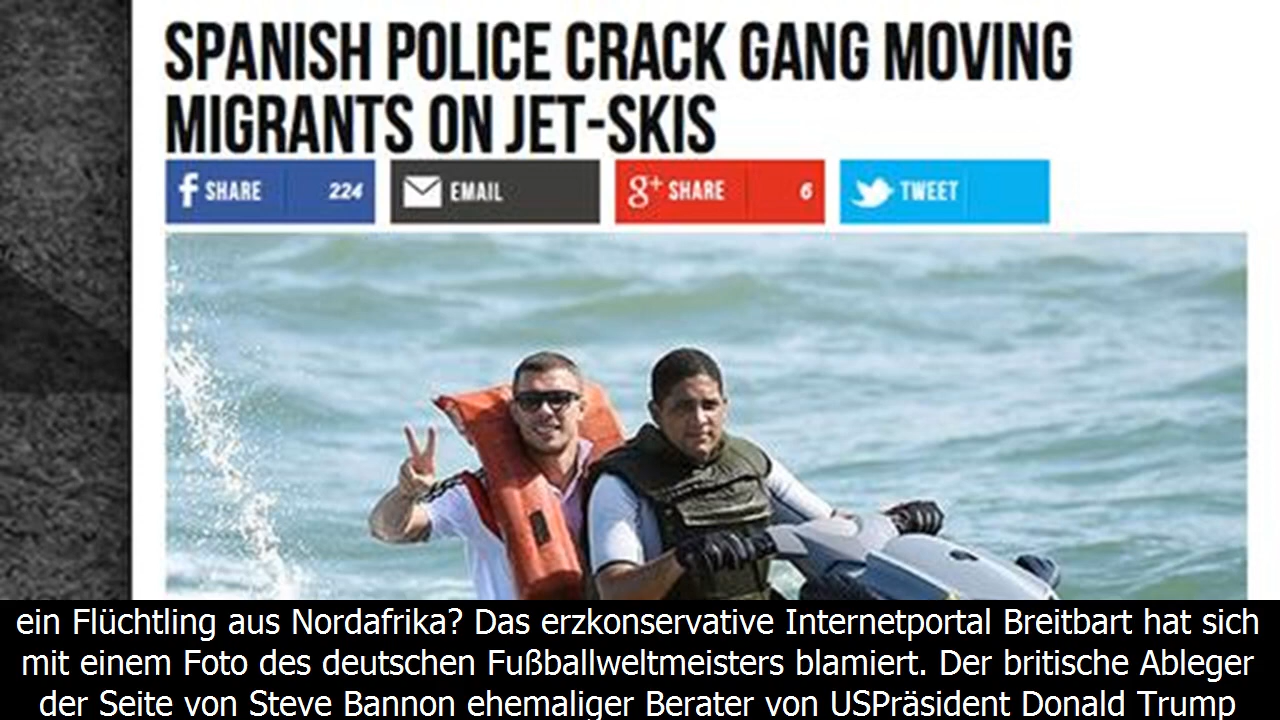 SPANISH POLICE CRACK GANG MOVING
MIGRANTS ON JET-SKIS
f SHARE 224 EMAIL g+ SHARE 6 TWEET
ein Flüchtling aus Nordafrika? Das erzkonservative Internetportal Breitbart hat sich
mit einem Foto des deutschen Fußballweltmeisters blamiert. Der britische Ableger
der Seite von Steve Bannon ehemaliger Berater von USPräsident Donald Trump